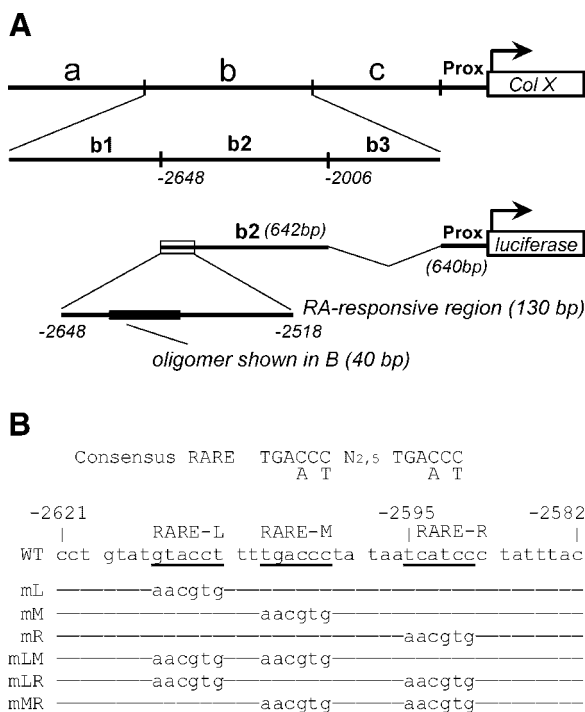 A
a b c Prox Col X
b1 b2 b3
-2648 -2006
b2 (642bp) Prox luciferase
(640bp)
-2648 -2518 RA-responsive region (130 bp)
oligomer shown in B (40 bp)
B
Consensus RARE TGACCC N2,5 TGACCC
A T A T
-2621 -2595 -2582
RARE-L RARE-M RARE-R
WT cct gtatgtacct tttgacccta taatcatccc tatttac
mL aacgtg
mM aacgtg
mR aacgtg
mLM aacgtg aacgtg
mLR aacgtg aacgtg
mMR aacgtg aacgtg